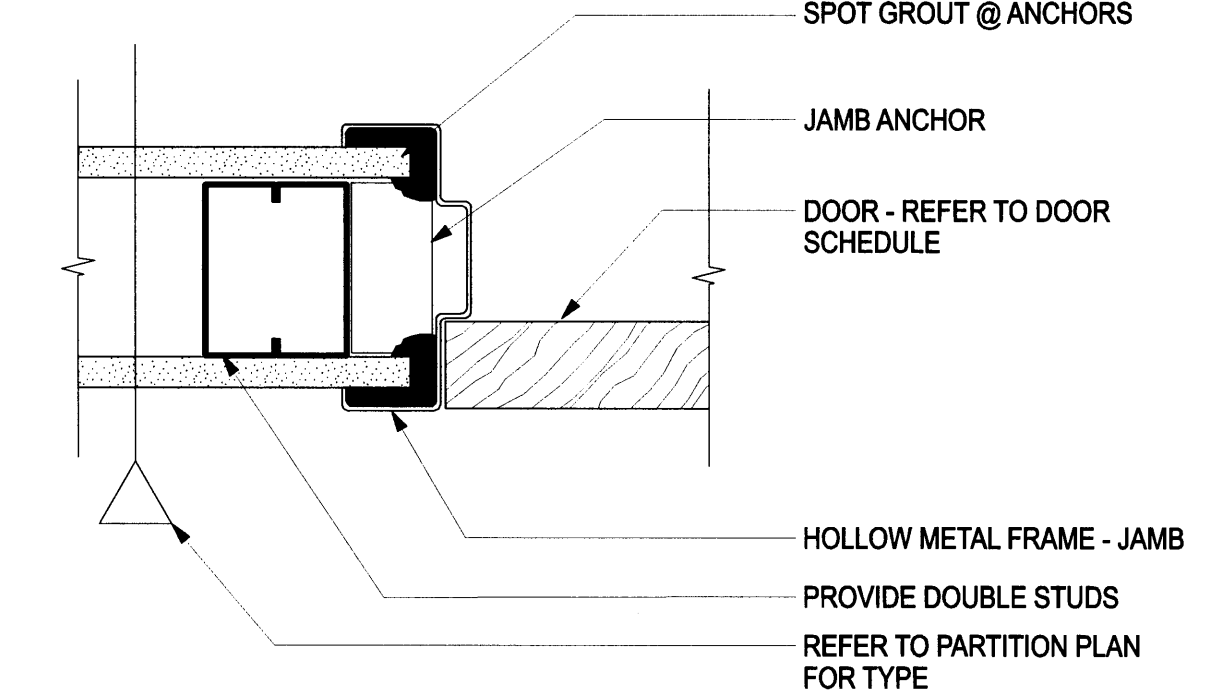 SPOT GROUT @ ANCHORS
JAMB ANCHOR
DOOR - REFER TO DOOR
SCHEDULE
HOLLOW METAL FRAME - JAMB
PROVIDE DOUBLE STUDS
REFER TO PARTITION PLAN
FOR TYPE